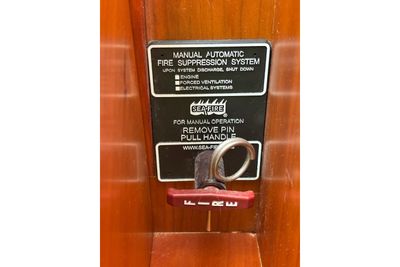 MANUAL AUTOMATIC
FIRE SUPPRESSION SYSTEM
UPON SYSTEM DISCHARGE, SHUT DOWN
ENGINE
FORCED VENTILATION
ELECTRICAL SYSTEMS
SEA-FIRE
FOR MANUAL OPERATION
REMOVE PIN
PULL HANDLE
FIRE